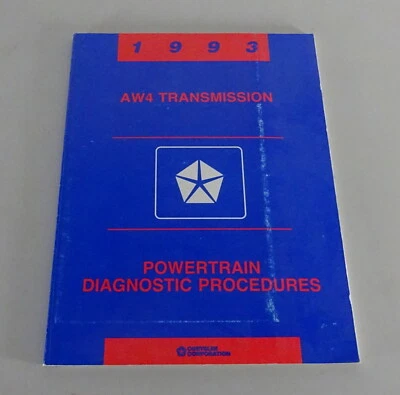 1993
AW4 TRANSMISSION
POWERTRAIN
DIAGNOSTIC PROCEDURES
CHRYSLER
CORPORATION